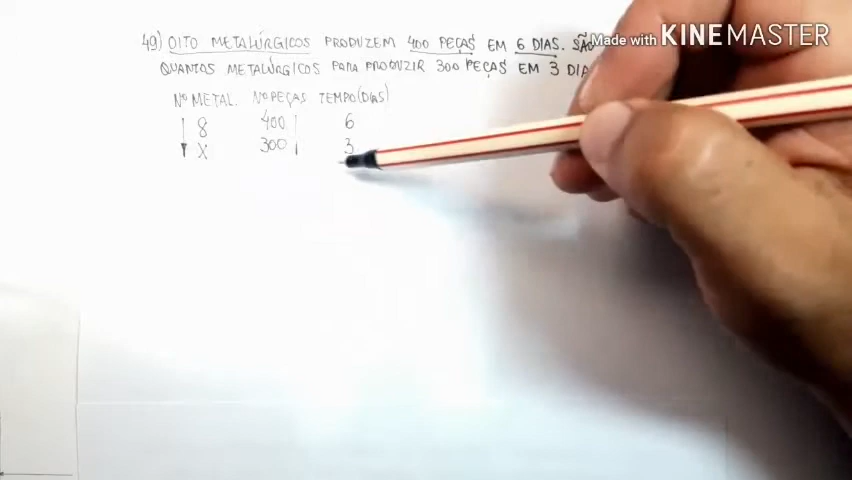 49) OITO METALÚRGICOS PRODUZEM 400 PEÇAS EM 6 DIAS. SÃO
QUANTOS METALÚRGICOS PARA PRODUZIR 300 PEÇAS EM 3
Nº METAL. Nº PEÇAS TEMPO (DIAS)
8 400 6
X 300 3
Made with KINEMASTER